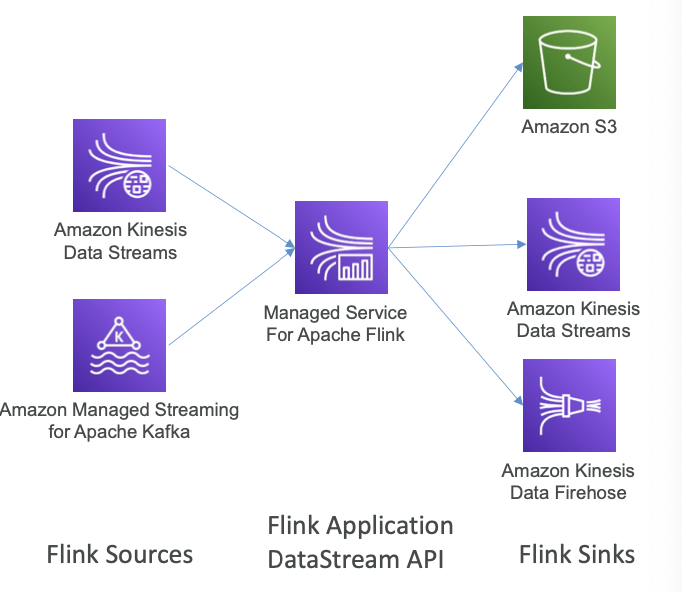 Amazon S3
Amazon Kinesis
Data Streams
K
Amazon Managed Streaming
for Apache Kafka
Managed Service
For Apache Flink
Amazon Kinesis
Data Streams
Amazon Kinesis
Data Firehose
Flink Sources
Flink Application
DataStream API
Flink Sinks